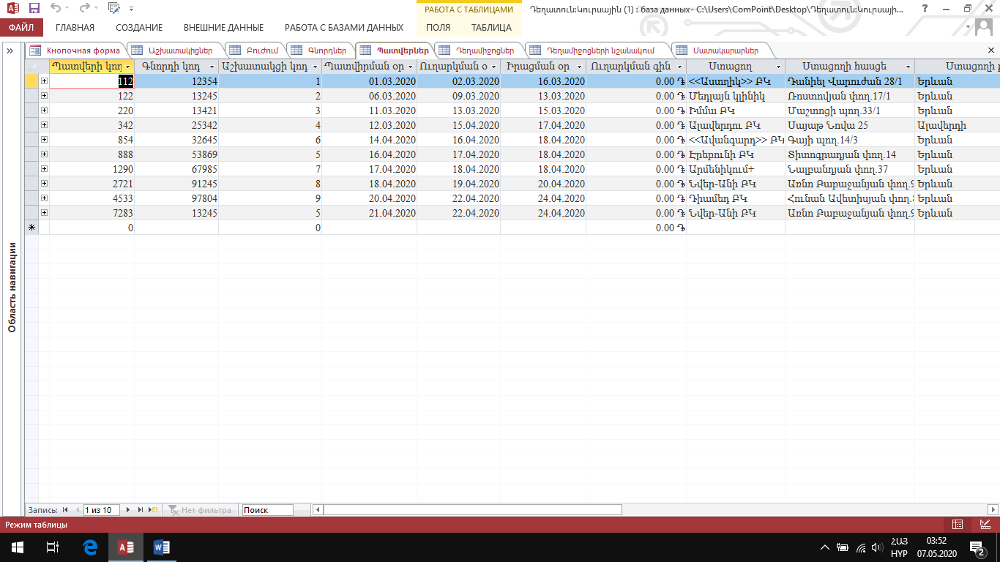 Դեղատուն:Կուրսային (1) : база данных- C:\Users\ComPoint\Desktop\Դեղատուն:Կուրսայի...
РАБОТА С ТАБЛИЦАМИ
ФАЙЛ ГЛАВНАЯ СОЗДАНИЕ ВНЕШНИЕ ДАННЫЕ РАБОТА С БАЗАМИ ДАННЫХ ПОЛЯ ТАБЛИЦА
Кнопочная форма Աշխատակիցներ Բուժում Գնորդներ Պատվերներ Դեղամիջոցներ Դեղամիջոցների նշանակում Մատակարարներ
Պատվերի կոդ Գնորդի կոդ Աշխատակցի կոդ Պատվիրման օր Ուղարկման օ Իրացման օր Ուղարկման գին Ստացող Ստացողի հասցե Ստացողի ք
112 12354 1 01.03.2020 02.03.2020 16.03.2020 0.00 ֏ <<Աստղիկ>> ԲԿ Դանիել Վարուժան 28/1 Երևան
122 13245 2 06.03.2020 09.03.2020 13.03.2020 0.00 ֏ Մեդլայն կլինիկ Ռոստովյան փող.17/1 Երևան
220 13421 3 11.03.2020 13.03.2020 15.03.2020 0.00 ֏ Իմմա ԲԿ Մաշտոցի պող.33/1 Երևան
342 25342 4 12.03.2020 15.04.2020 17.04.2020 0.00 ֏ Ալավերդու ԲԿ Սայաթ Նովա 25 Ալավերդի
854 32645 6 14.04.2020 16.04.2020 18.04.2020 0.00 ֏ <<Ավանգարդ>> ԲԿ Գայի պող.14/3 Երևան
888 53869 5 16.04.2020 17.04.2020 18.04.2020 0.00 ֏ Էրեբունի ԲԿ Տիտոգրադյան փող.14 Երևան
1290 67985 7 17.04.2020 18.04.2020 18.04.2020 0.00 ֏ Արմենիկում+ Նալբանդյան փող.37 Երևան
2721 91245 8 18.04.2020 19.04.2020 20.04.2020 0.00 ֏ Նվեր-Անի ԲԿ Առնո Բաբաջանյան փող.9 Երևան
4533 97804 9 20.04.2020 22.04.2020 24.04.2020 0.00 ֏ Դիամեդ ԲԿ Հունան Ավետիսյան փող.8 Երևան
7283 13245 5 21.04.2020 22.04.2020 24.04.2020 0.00 ֏ Նվեր-Անի ԲԿ Առնո Բաբաջանյան փող.9 Երևան
0 0 0.00 ֏
Область навигации
Запись: 1 из 10 Нет фильтра Поиск
Режим таблицы
ՀԱՅ 03:52
НУР 07.05.2020 2